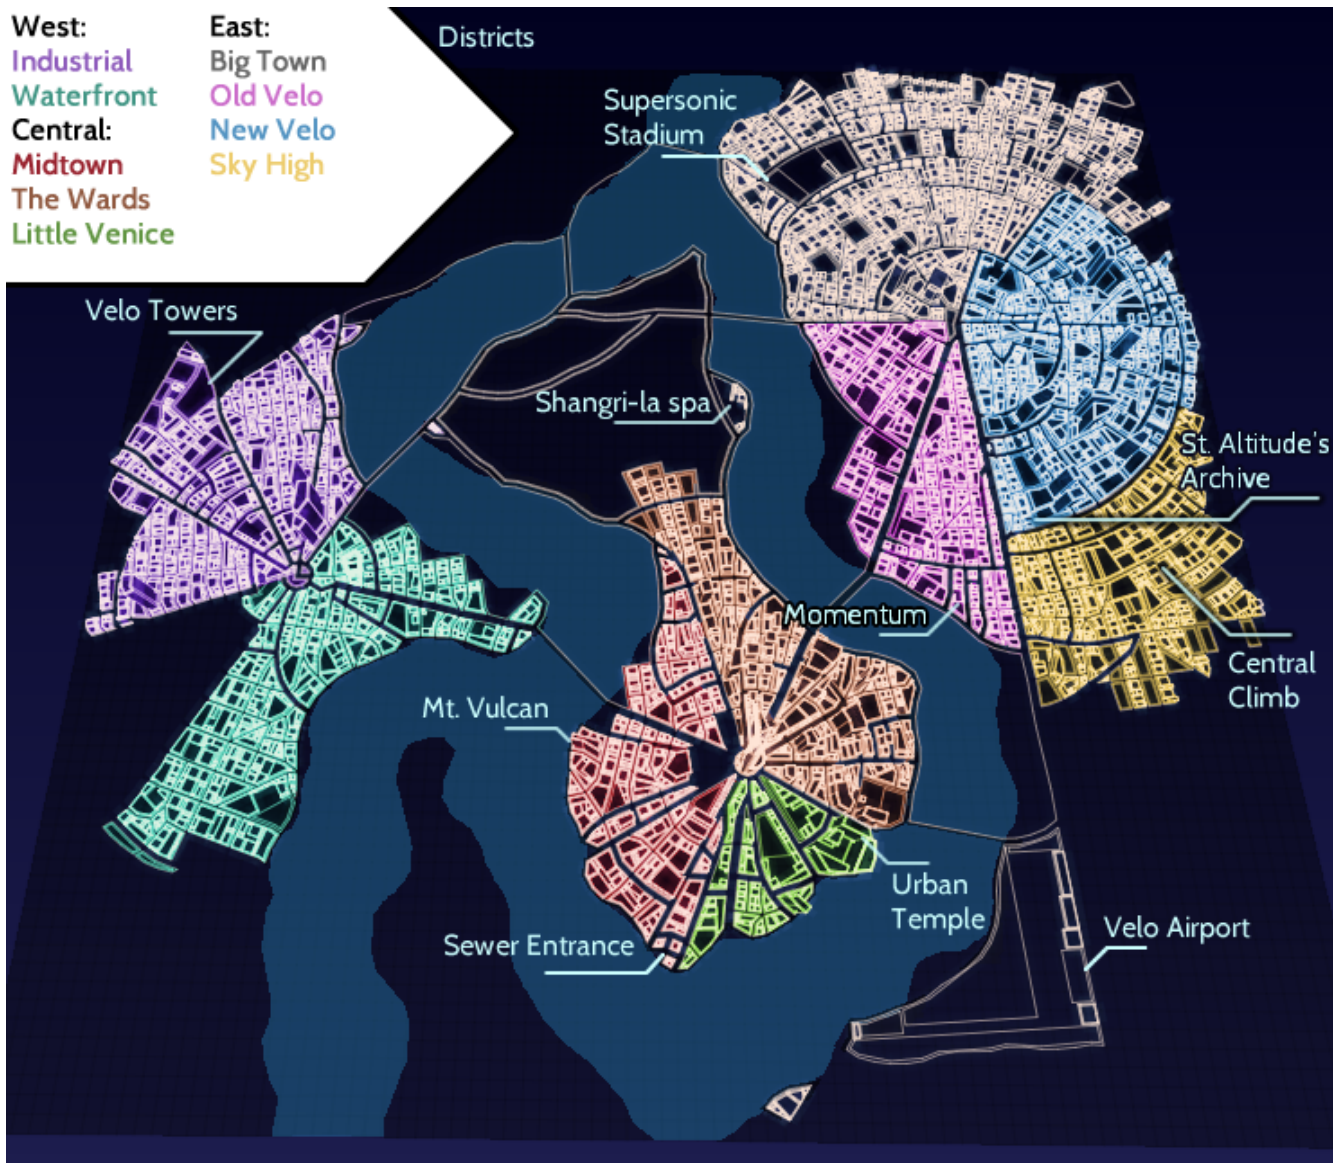 West:
Industrial
Waterfront
Central:
Midtown
The Wards
Little Venice
East:
Big Town
Old Velo
New Velo
Sky High
Districts
Supersonic
Stadium
Velo Towers
Shangri-la spa
St. Altitude's
Archive
Momentum
Central
Climb
Mt. Vulcan
Urban
Temple
Sewer Entrance
Velo Airport